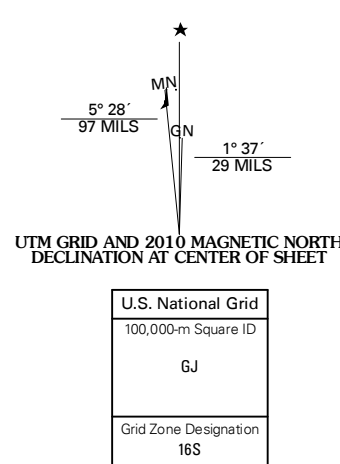 ★
MN
5° 28´
97 MILS
GN
1° 37´
29 MILS
UTM GRID AND 2010 MAGNETIC NORTH
DECLINATION AT CENTER OF SHEET
U.S. National Grid
100,000-m Square ID
GJ
Grid Zone Designation
16S